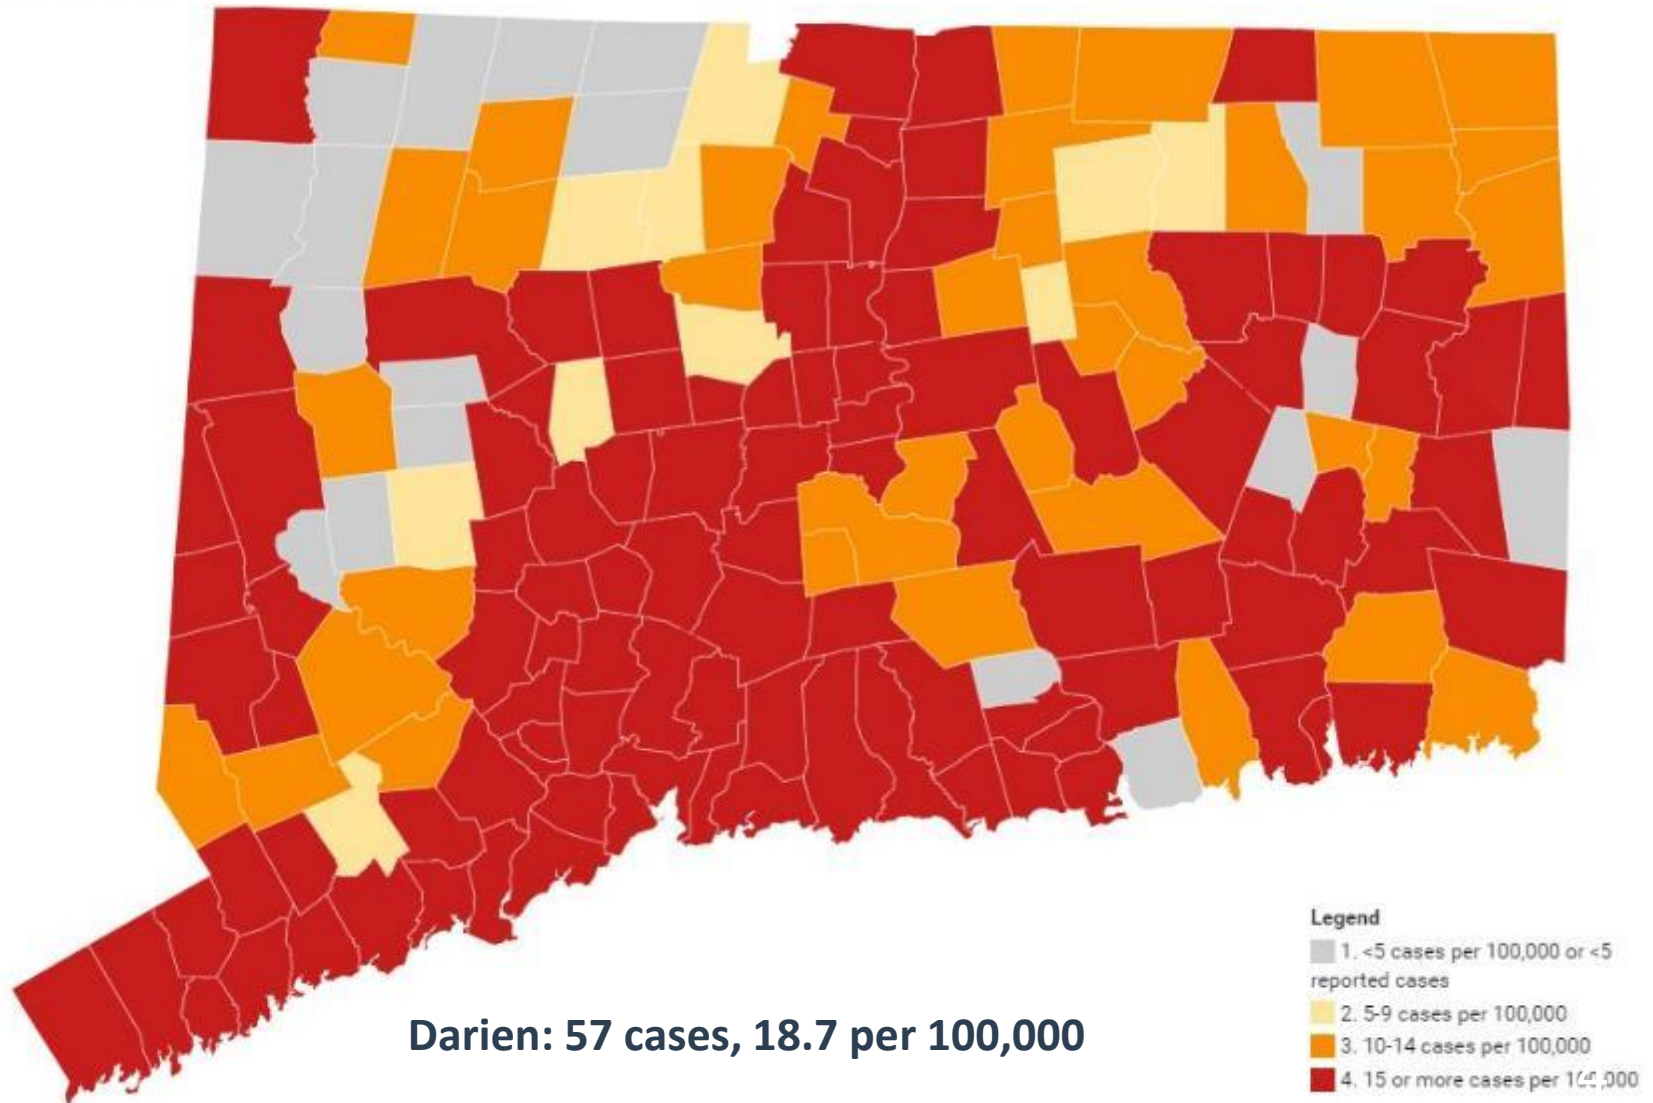 Darien: 57 cases, 18.7 per 100,000
Legend
1. <5 cases per 100,000 or <5
reported cases
2. 5-9 cases per 100,000
3. 10-14 cases per 100,000
4. 15 or more cases per